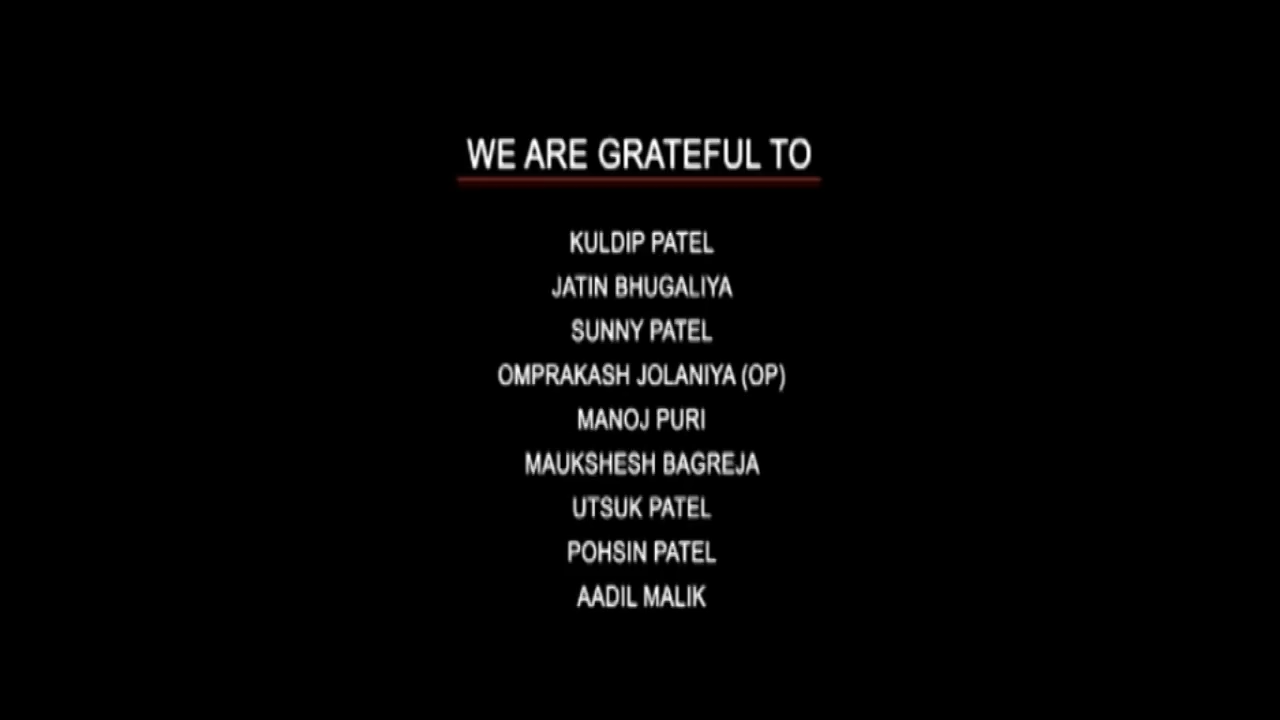 WE ARE GRATEFUL TO
KULDIP PATEL
JATIN BHUGALIYA
SUNNY PATEL
OMPRAKASH JOLANIYA (OP)
MANOJ PURI
MAUKSHESH BAGREJA
UTSUK PATEL
POHSIN PATEL
AADIL MALIK